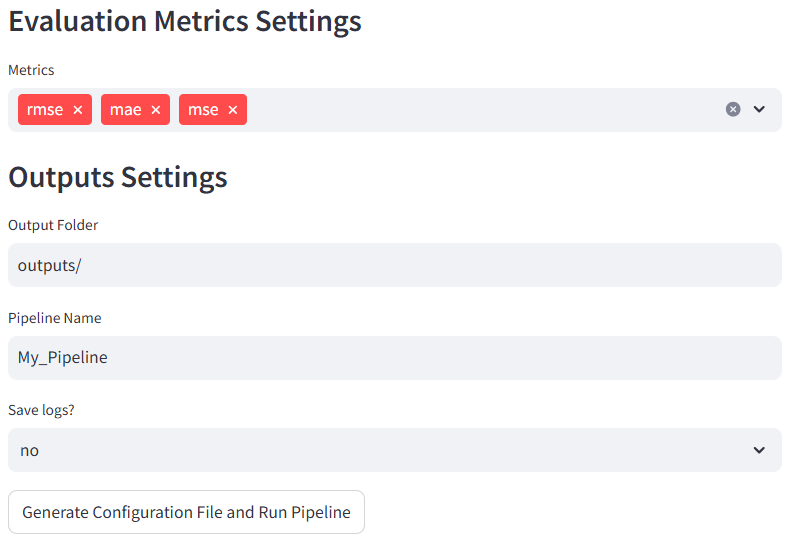 Evaluation Metrics Settings
Metrics
rmse × mae × mse ×
Outputs Settings
Output Folder
outputs/
Pipeline Name
My_Pipeline
Save logs?
no
Generate Configuration File and Run Pipeline